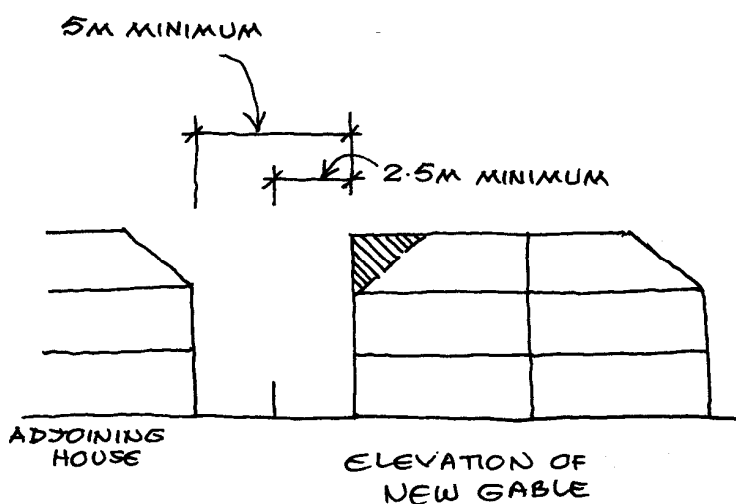 5M MINIMUM
2.5M MINIMUM
ADJOINING
HOUSE
ELEVATION OF
NEW GABLE